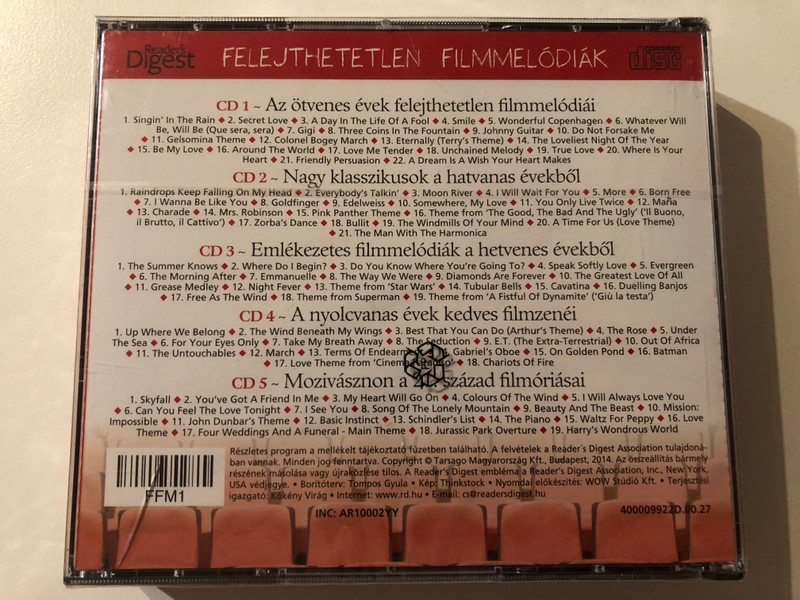 Reader's
Digest
FELEJTHETETLEN FILMMELÓDIÁK
COMPACT
disc
CD 1 ~ Az ötvenes évek felejthetetlen filmmelódiái
1. Singin' In The Rain ◆ 2. Secret Love ◆ 3. A Day In The Life Of A Fool ◆ 4. Smile ◆ 5. Wonderful Copenhagen ◆ 6. Whatever Will
Be, Will Be (Que sera, sera) ◆ 7. Gigi ◆ 8. Three Coins In The Fountain ◆ 9. Johnny Guitar ◆ 10. Do Not Forsake Me
◆ 11. Gelsomina Theme ◆ 12. Colonel Bogey March ◆ 13. Eternally (Terry's Theme) ◆ 14. The Loveliest Night Of The Year
◆ 15. Be My Love ◆ 16. Around The World ◆ 17. Love Me Tender ◆ 18. Unchained Melody ◆ 19. True Love ◆ 20. Where Is Your
Heart ◆ 21. Friendly Persuasion ◆ 22. A Dream Is A Wish Your Heart Makes
CD 2 ~ Nagy klasszikusok a hatvanas évekből
1. Raindrops Keep Falling On My Head ◆ 2. Everybody's Talkin' ◆ 3. Moon River ◆ 4. I Will Wait For You ◆ 5. More ◆ 6. Born Free
◆ 7. I Wanna Be Like You ◆ 8. Goldfinger ◆ 9. Edelweiss ◆ 10. Somewhere, My Love ◆ 11. You Only Live Twice ◆ 12. Mafia
◆ 13. Charade ◆ 14. Mrs. Robinson ◆ 15. Pink Panther Theme ◆ 16. Theme from 'The Good, The Bad And The Ugly' ('Il Buono,
il Brutto, il Cattivo') ◆ 17. Zorba's Dance ◆ 18. Bullit ◆ 19. The Windmills Of Your Mind ◆ 20. A Time For Us (Love Theme)
◆ 21. The Man With The Harmonica
CD 3 ~ Emlékezetes filmmelódiák a hetvenes évekből
1. The Summer Knows ◆ 2. Where Do I Begin? ◆ 3. Do You Know Where You're Going To? ◆ 4. Speak Softly Love ◆ 5. Evergreen
◆ 6. The Morning After ◆ 7. Emmanuelle ◆ 8. The Way We Were ◆ 9. Diamonds Are Forever ◆ 10. The Greatest Love Of All
◆ 11. Grease Medley ◆ 12. Night Fever ◆ 13. Theme from 'Star Wars' ◆ 14. Tubular Bells ◆ 15. Cavatina ◆ 16. Duelling Banjos
◆ 17. Free As The Wind ◆ 18. Theme from Superman ◆ 19. Theme from 'A Fistful Of Dynamite' ('Giù la testa')
CD 4 ~ A nyolcvanas évek kedves filmzenéi
1. Up Where We Belong ◆ 2. The Wind Beneath My Wings ◆ 3. Best That You Can Do (Arthur's Theme) ◆ 4. The Rose ◆ 5. Under
The Sea ◆ 6. For Your Eyes Only ◆ 7. Take My Breath Away ◆ 8. The Seduction ◆ 9. E.T. (The Extra-Terrestrial) ◆ 10. Out Of Africa
◆ 11. The Untouchables ◆ 12. March ◆ 13. Terms Of Endearment Gabriel's Oboe ◆ 15. On Golden Pond ◆ 16. Batman
◆ 17. Love Theme from 'Cinema ◆ 18. Chariots Of Fire
CD 5 ~ Mozivásznon a század filmóriásai
1. Skyfall ◆ 2. You've Got A Friend In Me ◆ 3. My Heart Will Go On ◆ 4. Colours Of The Wind ◆ 5. I Will Always Love You
◆ 6. Can You Feel The Love Tonight ◆ 7. I See You ◆ 8. Song Of The Lonely Mountain ◆ 9. Beauty And The Beast ◆ 10. Mission:
Impossible ◆ 11. John Dunbar's Theme ◆ 12. Basic Instinct ◆ 13. Schindler's List ◆ 14. The Piano ◆ 15. Waltz For Peppy ◆ 16. Love
Theme ◆ 17. Four Weddings And A Funeral - Main Theme ◆ 18. Jurassic Park Overture ◆ 19. Harry's Wondrous World
Részletes program a mellékelt tájékoztató füzetben található. A felvételek a Reader's Digest Association tulajdoná-
ban vannak. Minden jog fenntartva. Copyright © Tarsago Magyarország Kft., Budapest, 2014. Az összeállítás bármely
részének másolása vagy újraközlése tilos. A Reader's Digest embléma a Reader's Digest Association, Inc., New York,
USA védjegye. • Borítóterv: Tompos Gyula • Kép: Thinkstock • Nyomdai előkészítés: WOW Stúdió Kft. • Terjesztési
igazgató: Kökény Virág • Internet: www.rd.hu • E-mail: cs@readersdigest.hu
FFM1
INC: AR10002YY
400009922D.00.27